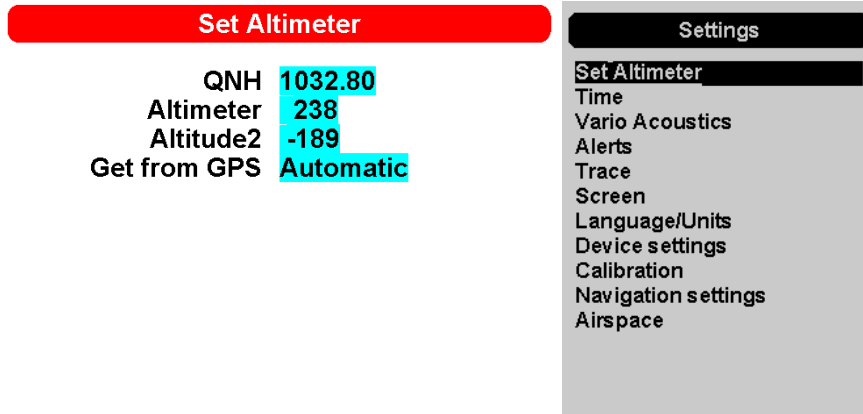 Set Altimeter
QNH 1032.80
Altimeter 238
Altitude2 -189
Get from GPS Automatic
Settings
Set Altimeter
Time
Vario Acoustics
Alerts
Trace
Screen
Language/Units
Device settings
Calibration
Navigation settings
Airspace